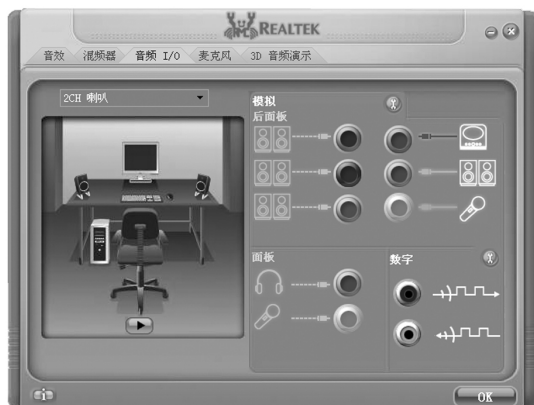 REALTEK
音效 混频器 音频 I/O 麦克风 3D 音频演示
2CH 喇叭
模拟
后面板
面板
数字
OK